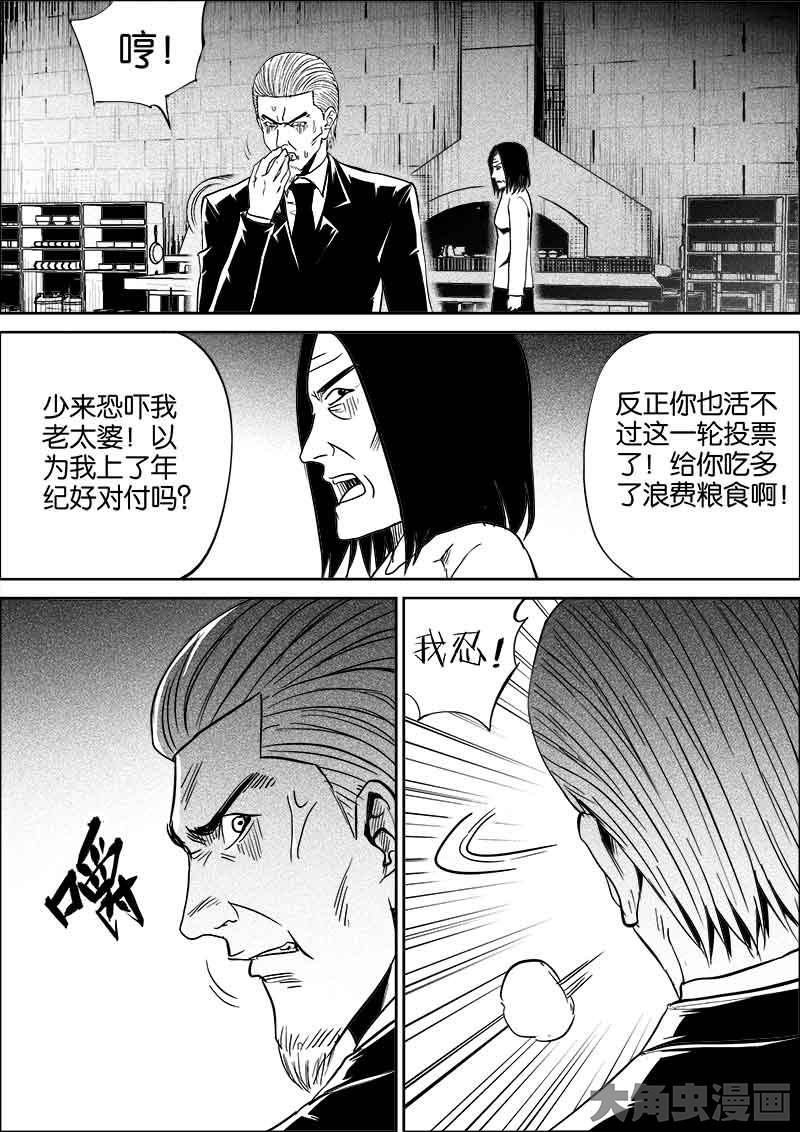 哼！
少来恐吓我
老太婆！以
为我上了年
纪好对付吗？
反正你也活不
过这一轮投票
了！给你吃多
了浪费粮食啊！
嚼
我忍！
大角虫漫画